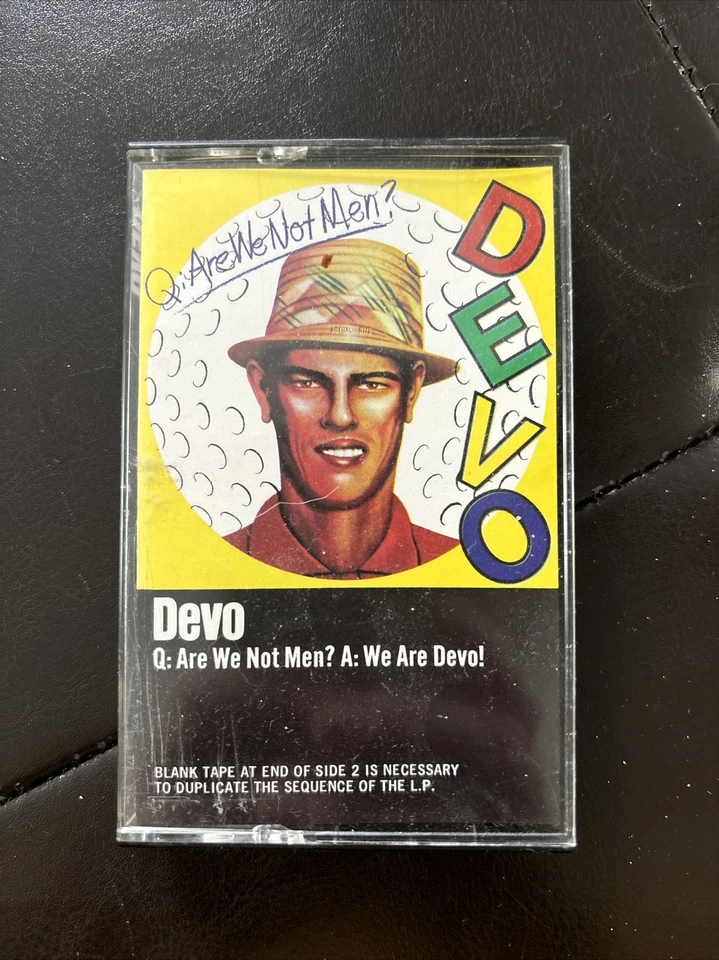 Q: Are We Not Men?
DEVO
Devo
Q: Are We Not Men? A: We Are Devo!
BLANK TAPE AT END OF SIDE 2 IS NECESSARY
TO DUPLICATE THE SEQUENCE OF THE L.P.